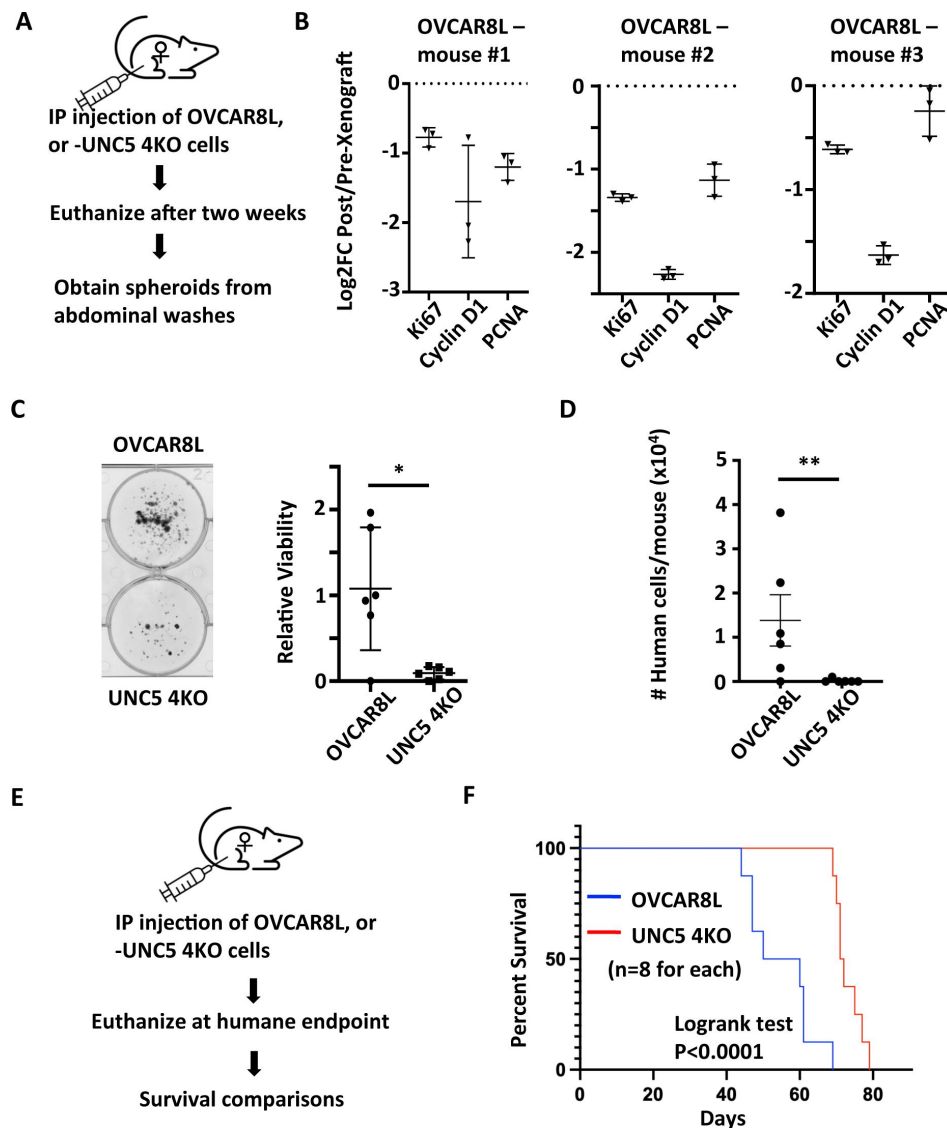 A
IP injection of OVCAR8L,
or -UNC5 4KO cells
Euthanize after two weeks
Obtain spheroids from
abdominal washes
B
OVCAR8L –
mouse #1
OVCAR8L –
mouse #2
OVCAR8L –
mouse #3
Log2FC Post/Pre-Xenograft
0
-1
-2
-3
Ki67
Cyclin D1
PCNA
0
-1
-2
Ki67
Cyclin D1
PCNA
0
-1
-2
Ki67
Cyclin D1
PCNA
C
OVCAR8L
UNC5 4KO
Relative Viability
2
1
0
*
OVCAR8L
UNC5 4KO
D
# Human cells/mouse (x10⁴)
5
4
3
2
1
0
**
OVCAR8L
UNC5 4KO
E
IP injection of OVCAR8L, or
-UNC5 4KO cells
Euthanize at humane endpoint
Survival comparisons
F
Percent Survival
100
50
0
OVCAR8L
UNC5 4KO
(n=8 for each)
Logrank test
P<0.0001
0 20 40 60 80
Days